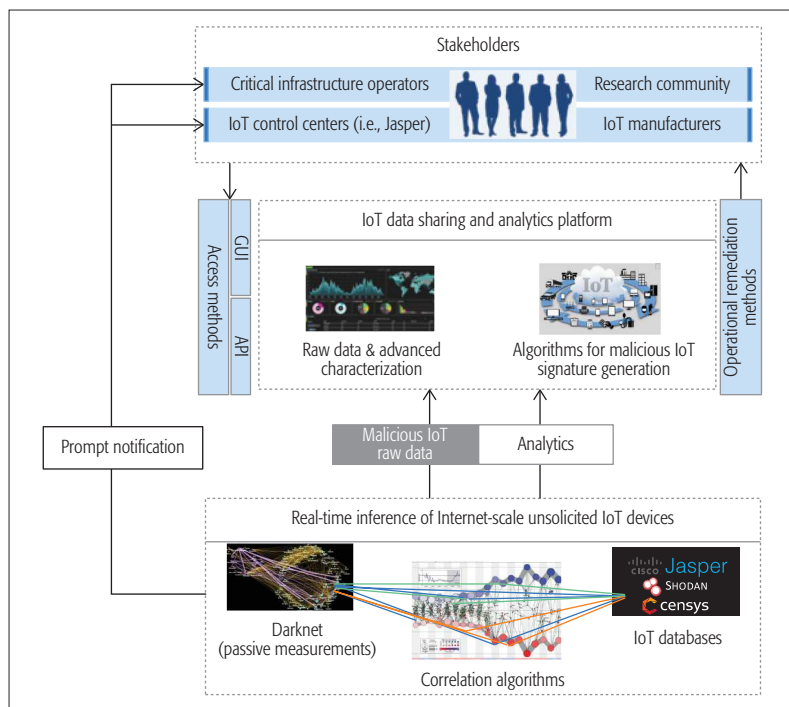 Stakeholders
Critical infrastructure operators
Research community
IoT control centers (i.e., Jasper)
IoT manufacturers
Access methods
GUI
API
IoT data sharing and analytics platform
IoT
Raw data & advanced
characterization
Algorithms for malicious IoT
signature generation
Operational remediation
methods
Prompt notification
Malicious IoT
raw data
Analytics
Real-time inference of Internet-scale unsolicited IoT devices
Darknet
(passive measurements)
Correlation algorithms
CISCO Jasper
SHODAN
censys
IoT databases